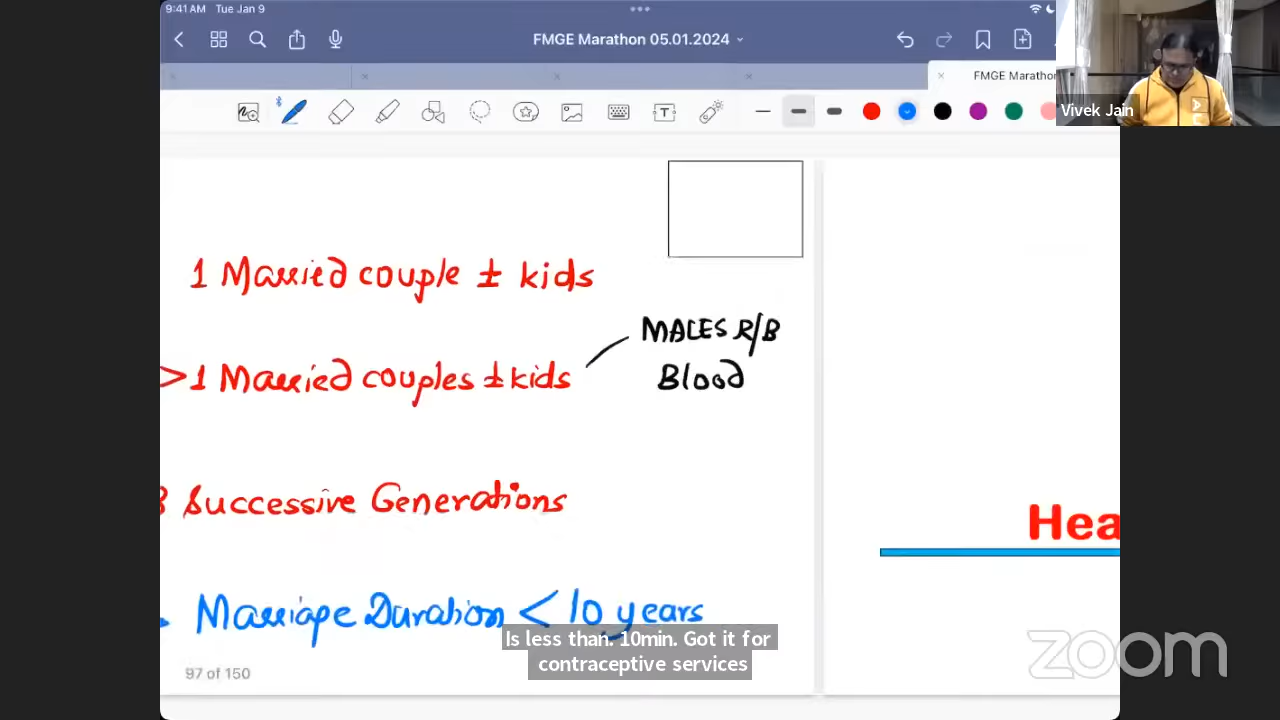 9:41 AM Tue Jan 9
FMGE Marathon 05.01.2024
FMGE Marathon
Vivek Jain
1 Married couple ± kids
MALES R/B
Blood
>1 Married couples ± kids
3 Successive Generations
Hea
Marriage Duration < 10 years
Is less than. 10min. Got it for
contraceptive services
97 of 150
zoom